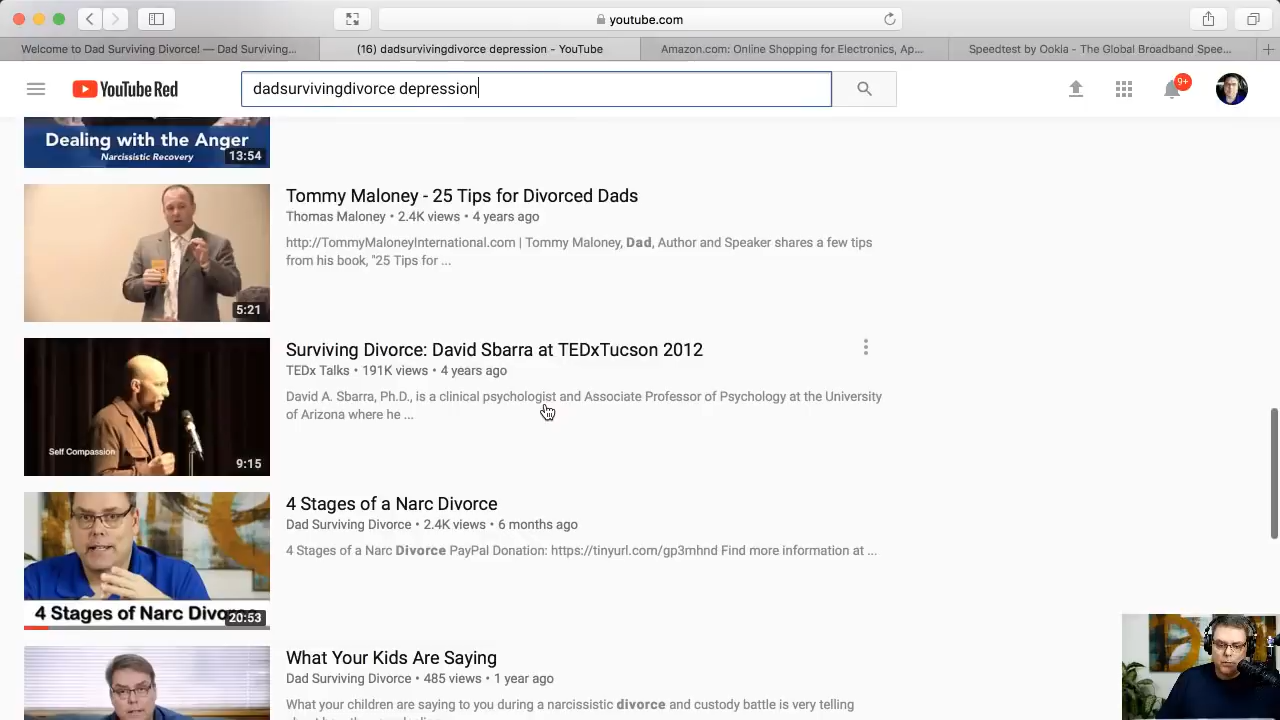 youtube.com
Welcome to Dad Surviving Divorce! — Dad Surviving...
(16) dadsurvivingdivorce depression - YouTube
Amazon.com: Online Shopping for Electronics, Ap...
Speedtest by Ookla - The Global Broadband Spee...
YouTube Red
dadsurvivingdivorce depression
9+
Dealing with the Anger
Narcissistic Recovery
13:54
Tommy Maloney - 25 Tips for Divorced Dads
Thomas Maloney • 2.4K views • 4 years ago
http://TommyMaloneyInternational.com | Tommy Maloney, Dad, Author and Speaker shares a few tips
from his book, "25 Tips for ...
5:21
Surviving Divorce: David Sbarra at TEDxTucson 2012
TEDx Talks • 191K views • 4 years ago
David A. Sbarra, Ph.D., is a clinical psychologist and Associate Professor of Psychology at the University
of Arizona where he ...
Self Compassion
9:15
4 Stages of a Narc Divorce
Dad Surviving Divorce • 2.4K views • 6 months ago
4 Stages of a Narc Divorce PayPal Donation: https://tinyurl.com/gp3mhnd Find more information at ...
4 Stages of Narc Divorce
20:53
What Your Kids Are Saying
Dad Surviving Divorce • 485 views • 1 year ago
What your children are saying to you during a narcissistic divorce and custody battle is very telling